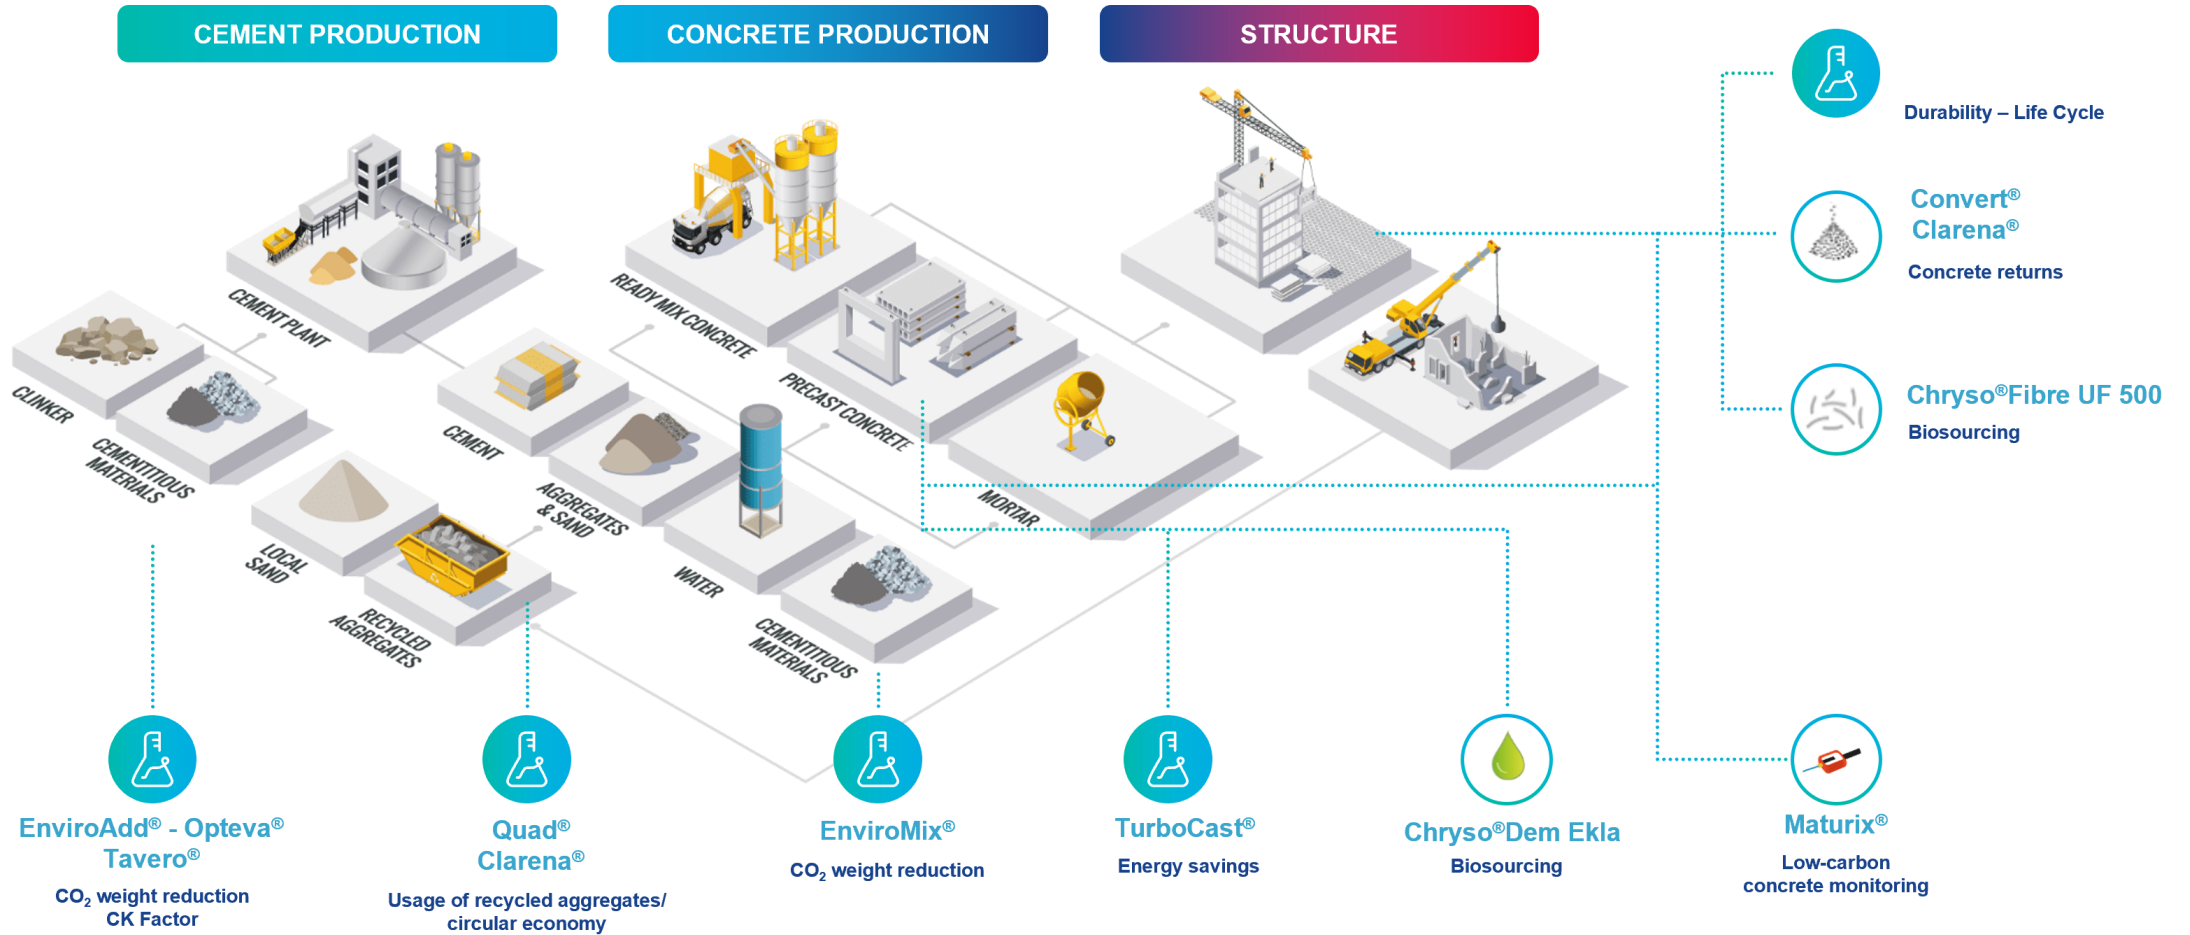 CEMENT PRODUCTION
CONCRETE PRODUCTION
STRUCTURE
Durability – Life Cycle
Convert®
Clarena®
Concrete returns
Chryso®Fibre UF 500
Biosourcing
CEMENT PLANT
CLINKER
CEMENTITIOUS
MATERIALS
LOCAL
SAND
RECYCLED
AGGREGATES
READY MIX CONCRETE
PRECAST CONCRETE
MORTAR
CEMENT
AGGREGATES
& SAND
WATER
CEMENTITIOUS
MATERIALS
EnviroAdd® - Opteva®
Tavero®
CO₂ weight reduction
CK Factor
Quad®
Clarena®
Usage of recycled aggregates/
circular economy
EnviroMix®
CO₂ weight reduction
TurboCast®
Energy savings
Chryso®Dem Ekla
Biosourcing
Maturix®
Low-carbon
concrete monitoring